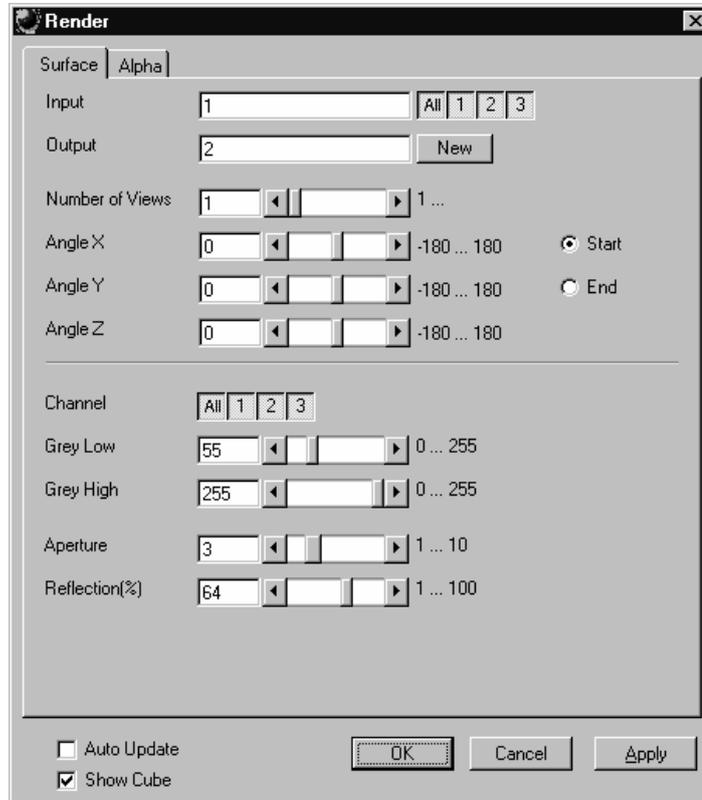 Render
Surface Alpha
Input 1 All 1 2 3
Output 2 New
Number of Views 1 1 ...
Angle X 0 -180 ... 180 Start
Angle Y 0 -180 ... 180 End
Angle Z 0 -180 ... 180
Channel All 1 2 3
Grey Low 55 0 ... 255
Grey High 255 0 ... 255
Aperture 3 1 ... 10
Reflection(%) 64 1 ... 100
Auto Update OK Cancel Apply
Show Cube